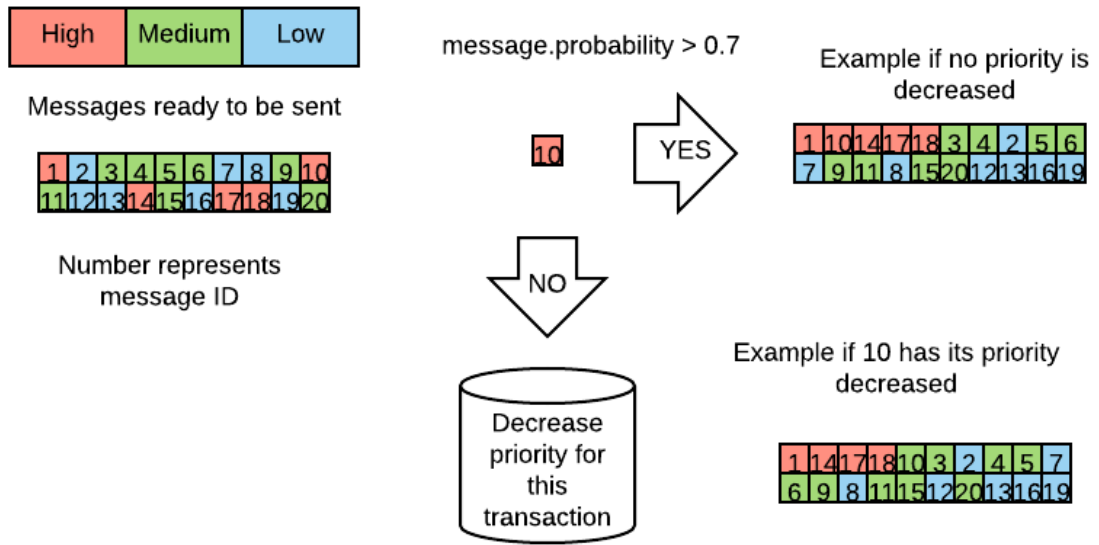 High Medium Low
Messages ready to be sent
1 2 3 4 5 6 7 8 9 10
11 12 13 14 15 16 17 18 19 20
Number represents
message ID
message.probability > 0.7
10
YES
NO
Decrease
priority for
this
transaction
Example if no priority is
decreased
1 10 14 17 18 3 4 2 5 6
7 9 11 8 15 20 12 13 16 19
Example if 10 has its priority
decreased
1 14 17 18 10 3 2 4 5 7
6 9 8 11 15 12 20 13 16 19